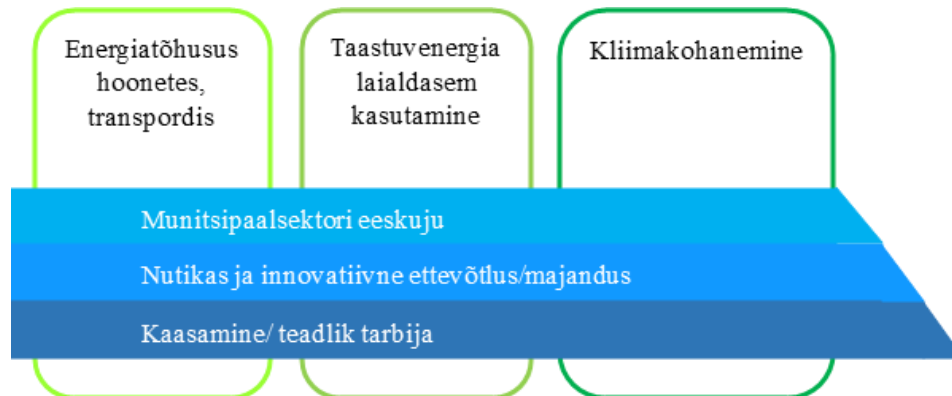 Energiatõhusus
hoonetes,
transpordis
Taastuvenergia
laialdasem
kasutamine
Kliimakohanemine
Munitsipaalsektori eeskuju
Nutikas ja innovatiivne ettevõtlus/majandus
Kaasamine/ teadlik tarbija